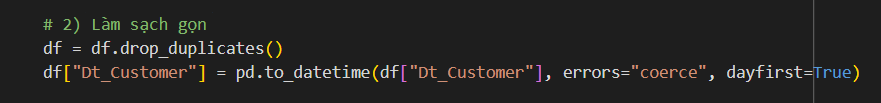 # 2) Làm sạch gọn
df = df.drop_duplicates()
df["Dt_Customer"] = pd.to_datetime(df["Dt_Customer"], errors="coerce", dayfirst=True)